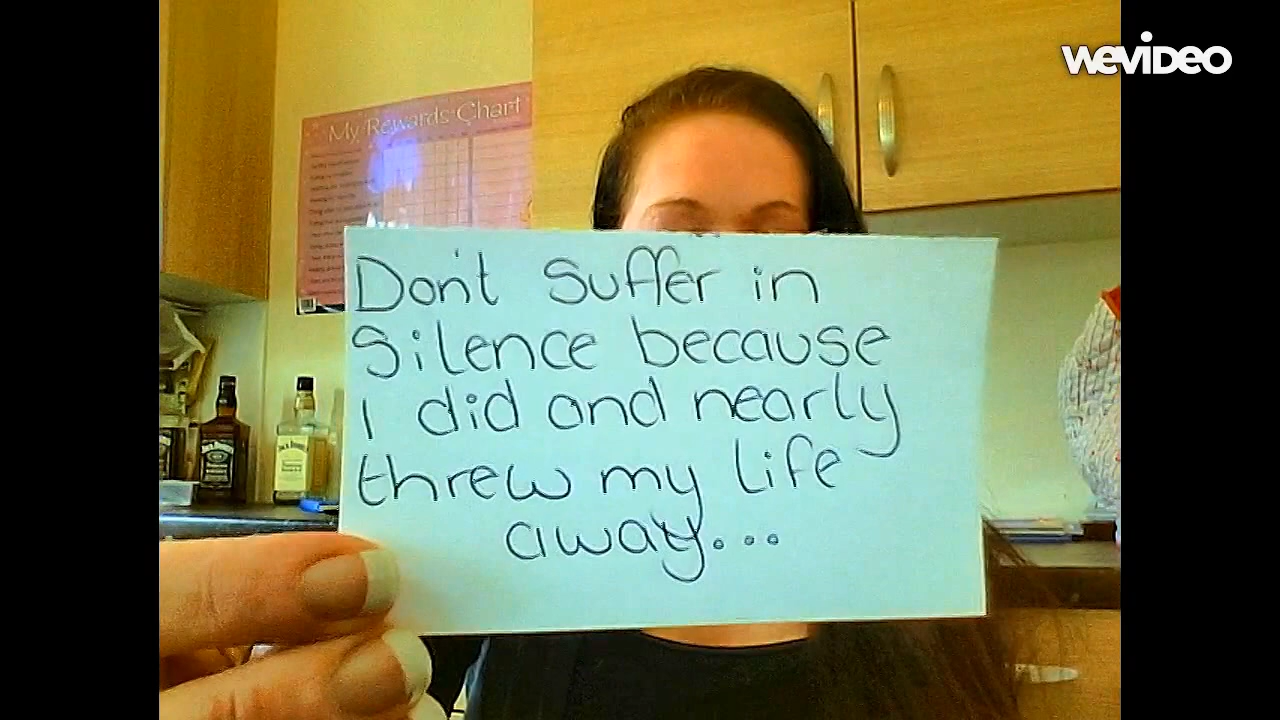 WEVIDEO
My Rewards Chart
Don't Suffer in
Silence because
I did and nearly
threw my life
away...